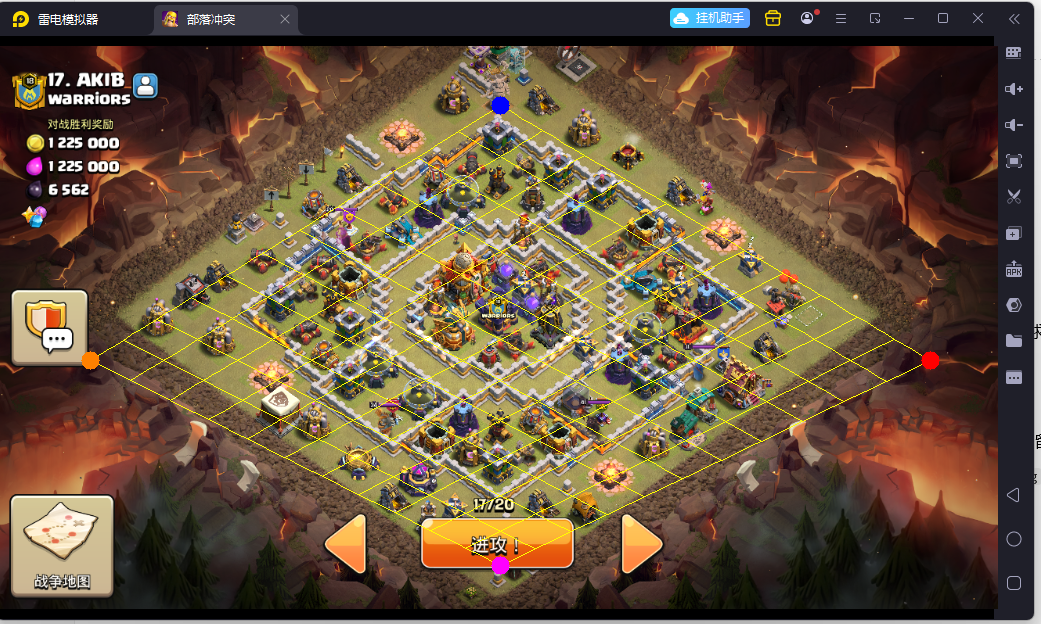 雷电模拟器
部落冲突
挂机助手
18
17. AKIB
WARRIORS
对战胜利奖励
1 225 000
1 225 000
6 562
WARRIORS
APK
17/20
进攻！
战争地图